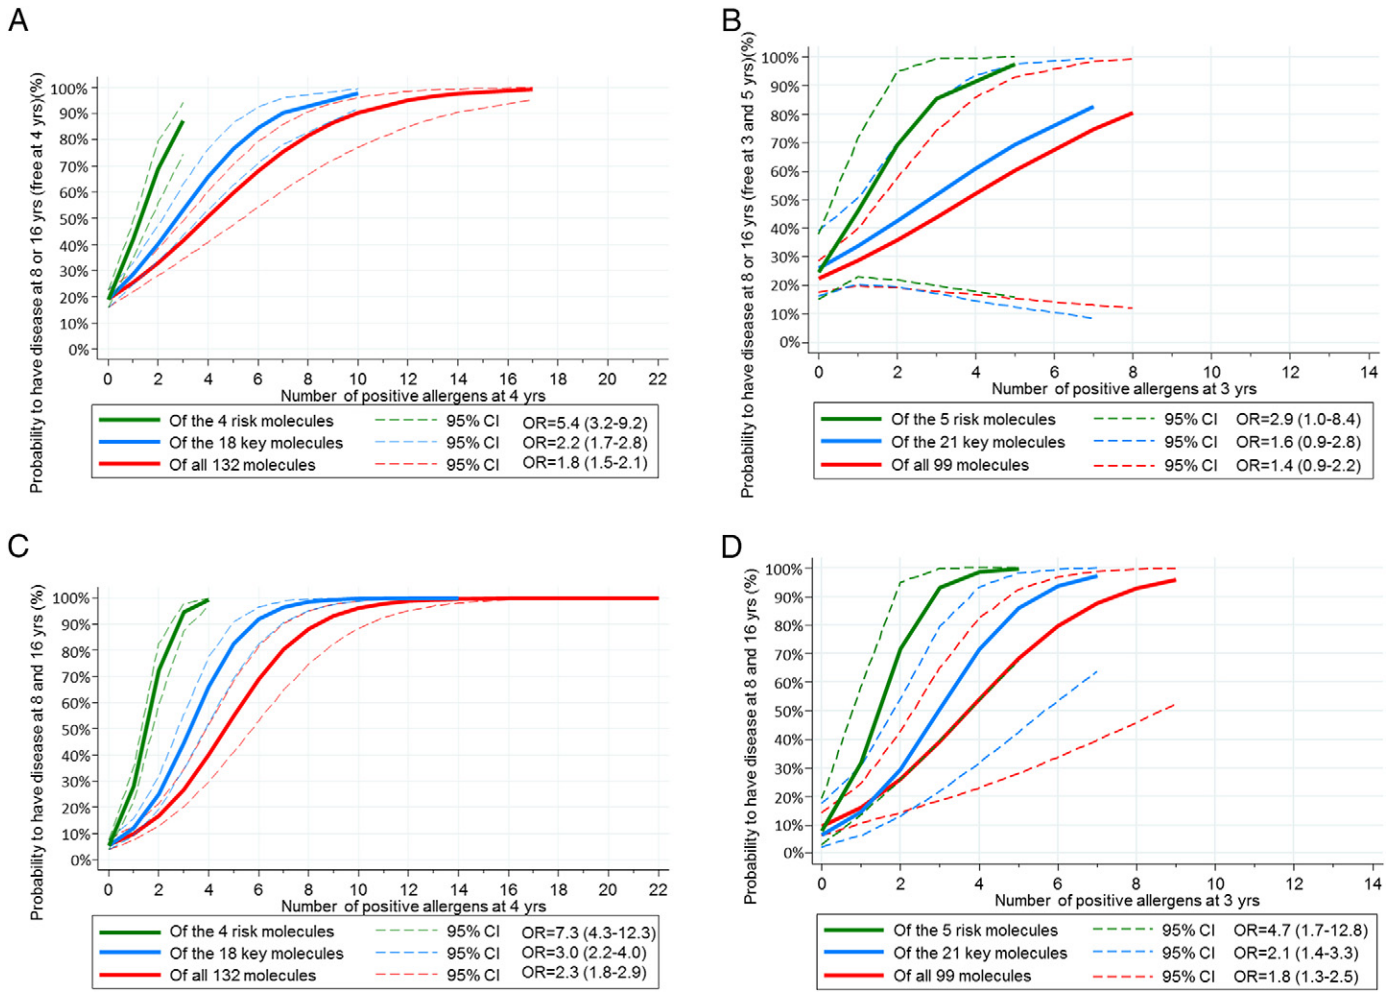 A
Probability to have disease at 8 or 16 yrs (free at 4 yrs)(%)
100%
90%
80%
70%
60%
50%
40%
30%
20%
10%
0%
0 2 4 6 8 10 12 14 16 18 20 22
Number of positive allergens at 4 yrs
Of the 4 risk molecules 95% CI OR=5.4 (3.2-9.2)
Of the 18 key molecules 95% CI OR=2.2 (1.7-2.8)
Of all 132 molecules 95% CI OR=1.8 (1.5-2.1)
B
Probability to have disease at 8 or 16 yrs (free at 3 and 5 yrs)(%)
100%
90%
80%
70%
60%
50%
40%
30%
20%
10%
0%
0 2 4 6 8 10 12 14
Number of positive allergens at 3 yrs
Of the 5 risk molecules 95% CI OR=2.9 (1.0-8.4)
Of the 21 key molecules 95% CI OR=1.6 (0.9-2.8)
Of all 99 molecules 95% CI OR=1.4 (0.9-2.2)
C
Probability to have disease at 8 and 16 yrs (%)
100%
90%
80%
70%
60%
50%
40%
30%
20%
10%
0%
0 2 4 6 8 10 12 14 16 18 20 22
Number of positive allergens at 4 yrs
Of the 4 risk molecules 95% CI OR=7.3 (4.3-12.3)
Of the 18 key molecules 95% CI OR=3.0 (2.2-4.0)
Of all 132 molecules 95% CI OR=2.3 (1.8-2.9)
D
Probability to have disease at 8 and 16 yrs (%)
100%
90%
80%
70%
60%
50%
40%
30%
20%
10%
0%
0 2 4 6 8 10 12 14
Number of positive allergens at 3 yrs
Of the 5 risk molecules 95% CI OR=4.7 (1.7-12.8)
Of the 21 key molecules 95% CI OR=2.1 (1.4-3.3)
Of all 99 molecules 95% CI OR=1.8 (1.3-2.5)